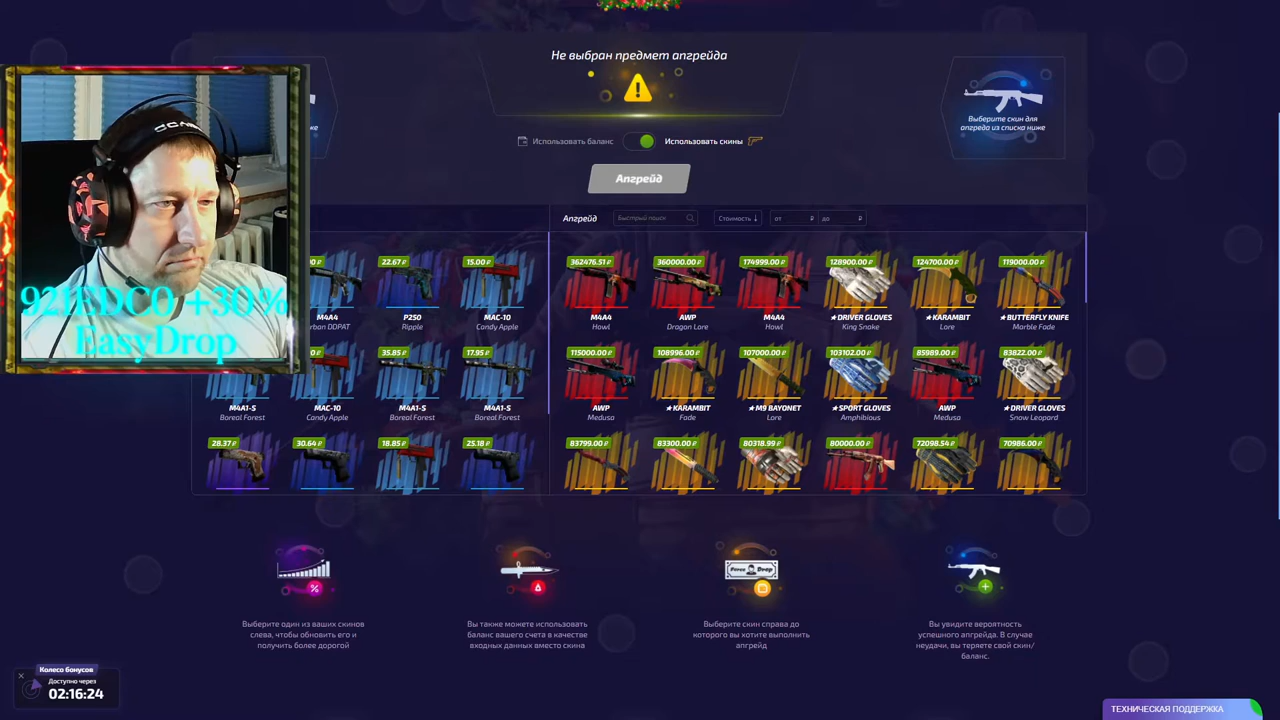 Не выбран предмет апгрейда
Использовать баланс
Использовать скины
Апгрейд
Выберите скин для
апгреда из списка ниже
921EDC0 +30%
EasyDrop
Апгрейд
Быстрый поиск
Стоимость ↓
от ₽
до ₽
22.67 ₽
15.00 ₽
M4A4
P250
Ripple
MAC-10
Candy Apple
35.85 ₽
17.95 ₽
M4A1-S
Boreal Forest
MAC-10
Candy Apple
M4A1-S
Boreal Forest
M4A1-S
Boreal Forest
28.37 ₽
30.64 ₽
18.85 ₽
25.18 ₽
362476.51 ₽
360000.00 ₽
174999.00 ₽
128900.00 ₽
124700.00 ₽
119000.00 ₽
M4A4
Howl
AWP
Dragon Lore
M4A4
Howl
★ DRIVER GLOVES
King Snake
★ KARAMBIT
Lore
★ BUTTERFLY KNIFE
Marble Fade
115000.00 ₽
108996.00 ₽
107000.00 ₽
103102.00 ₽
85989.00 ₽
83822.00 ₽
AWP
Medusa
★ KARAMBIT
Fade
★ M9 BAYONET
Lore
★ SPORT GLOVES
Amphibious
AWP
Medusa
★ DRIVER GLOVES
Snow Leopard
83799.00 ₽
83300.00 ₽
80318.99 ₽
80000.00 ₽
72098.54 ₽
70986.00 ₽
Выберите один из ваших скинов
слева, чтобы обновить его и
получить более дорогой
Вы также можете использовать
баланс вашего счета в качестве
входных данных вместо скина
Force Drop
Выберите скин справа до
которого вы хотите выполнить
апгрейд
Вы увидите вероятность
успешного апгрейда. В случае
неудачи, вы теряете свой скин/
баланс.
Колесо бонусов
Доступно через
02:16:24
ТЕХНИЧЕСКАЯ ПОДДЕРЖКА